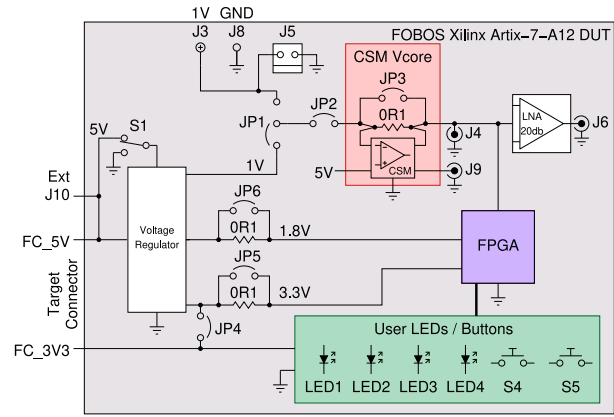 1V GND
J3 J8 J5
FOBOS Xilinx Artix-7-A12 DUT
CSM Vcore
JP3
JP1 JP2 0R1
LNA
20db
J6
J4
5V S1
1V
5V CSM J9
Ext
J10
FC_5V
Voltage
Regulator
JP6
0R1 1.8V
FPGA
JP5
0R1 3.3V
Target
Connector
JP4
FC_3V3
User LEDs / Buttons
LED1 LED2 LED3 LED4 S4 S5